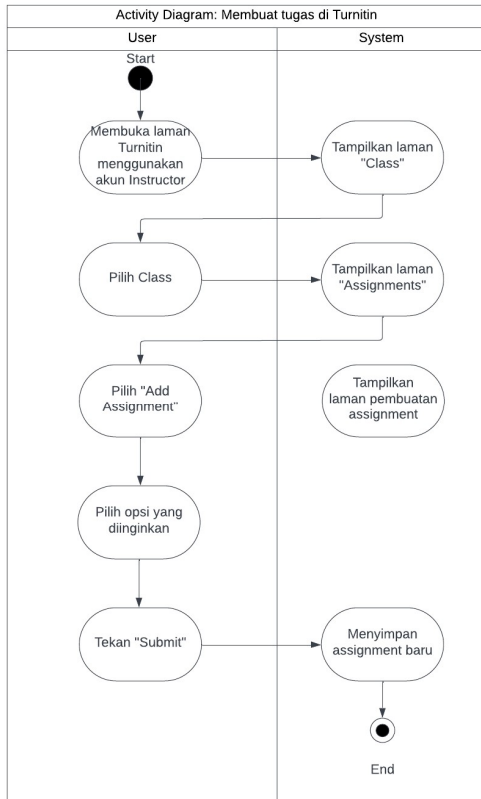 Activity Diagram: Membuat tugas di Turnitin
User
System
Start
Membuka laman
Turnitin
menggunakan
akun Instructor
Tampilkan laman
"Class"
Pilih Class
Tampilkan laman
"Assignments"
Pilih "Add
Assignment"
Tampilkan
laman pembuatan
assignment
Pilih opsi yang
diinginkan
Tekan "Submit"
Menyimpan
assignment baru
End